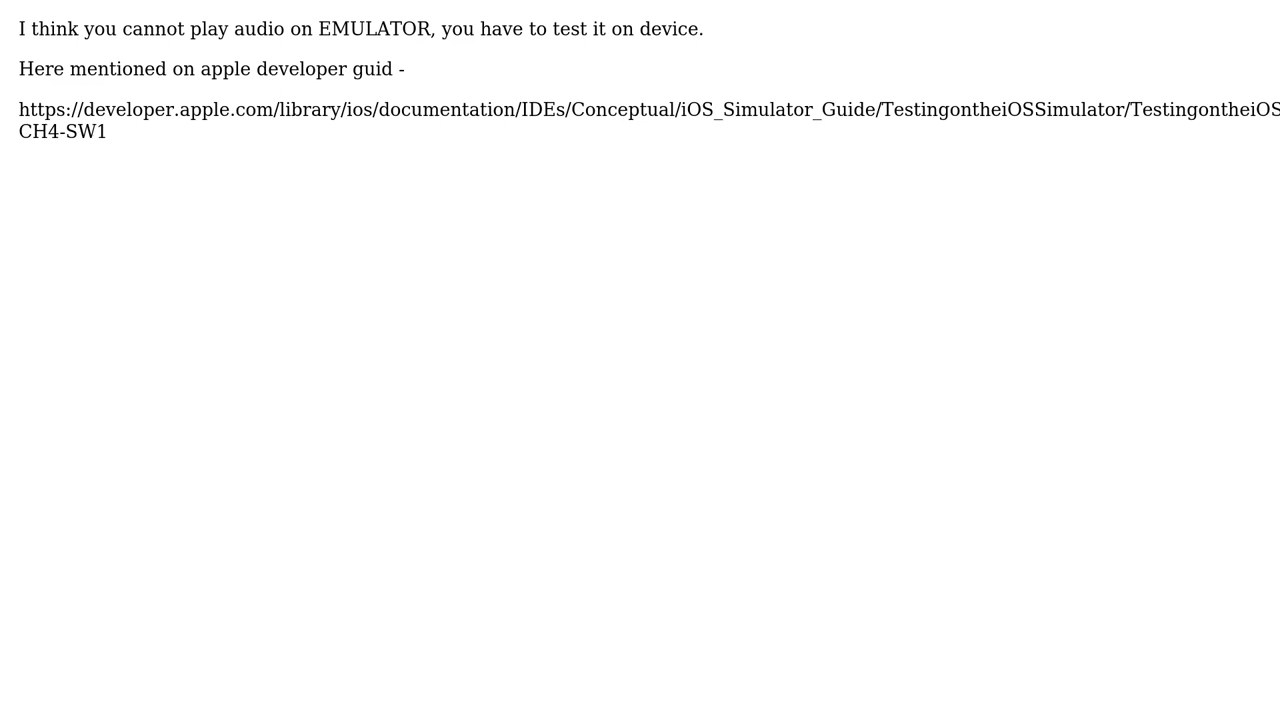 I think you cannot play audio on EMULATOR, you have to test it on device.
Here mentioned on apple developer guid -
https://developer.apple.com/library/ios/documentation/IDEs/Conceptual/iOS_Simulator_Guide/TestingontheiOSSimulator/TestingontheiOS
CH4-SW1